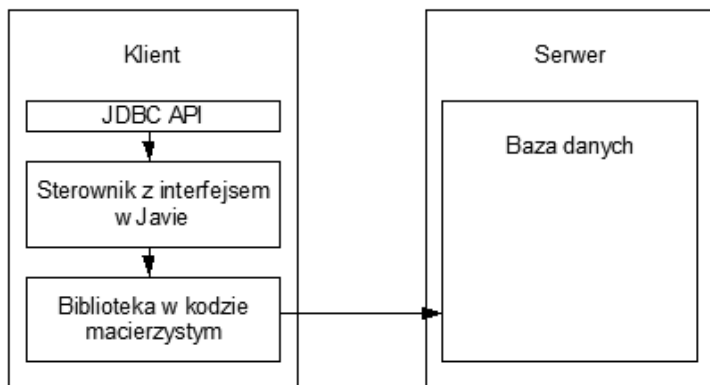 Klient
JDBC API
Sterownik z interfejsem
w Javie
Biblioteka w kodzie
macierzystym
Serwer
Baza danych